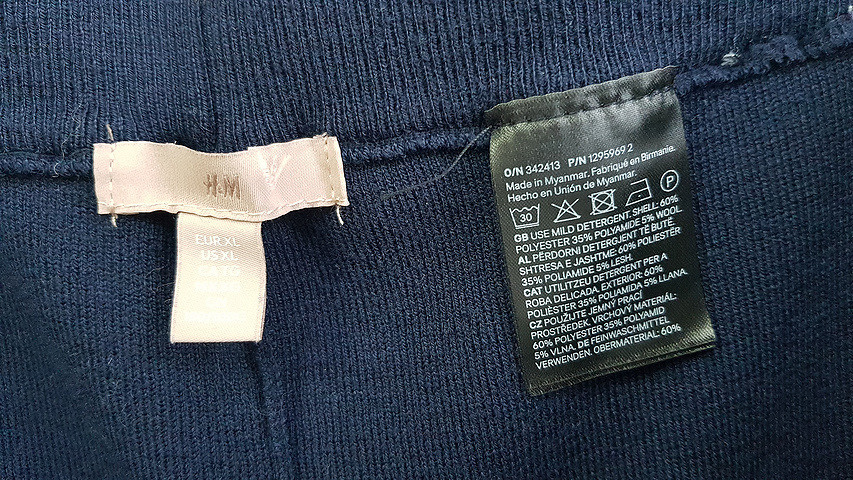 H&M
EUR XL
US XL
O/N 342413 P/N 1295969 2
Made in Myanmar. Fabriqué en Birmanie.
Hecho en Unión de Myanmar.
30
P
GB USE MILD DETERGENT. SHELL: 60%
POLYESTER 35% POLYAMIDE 5% WOOL.
AL PËRDORNI DETERGJENT TË BUTË.
SHTRESA E JASHTME: 60% POLIESTËR
35% POLIAMIDE 5% LESH.
CAT UTILITZEU DETERGENT PER A
ROBA DELICADA. EXTERIOR: 60%
POLIÈSTER 35% POLIAMIDA 5% LLANA.
CZ POUŽIJTE JEMNÝ PRACÍ
PROSTŘEDEK. VRCHOVÝ MATERIÁL:
60% POLYESTER 35% POLYAMID
5% VLNA. DE FEINWASCHMITTEL
VERWENDEN. OBERMATERIAL: 60%